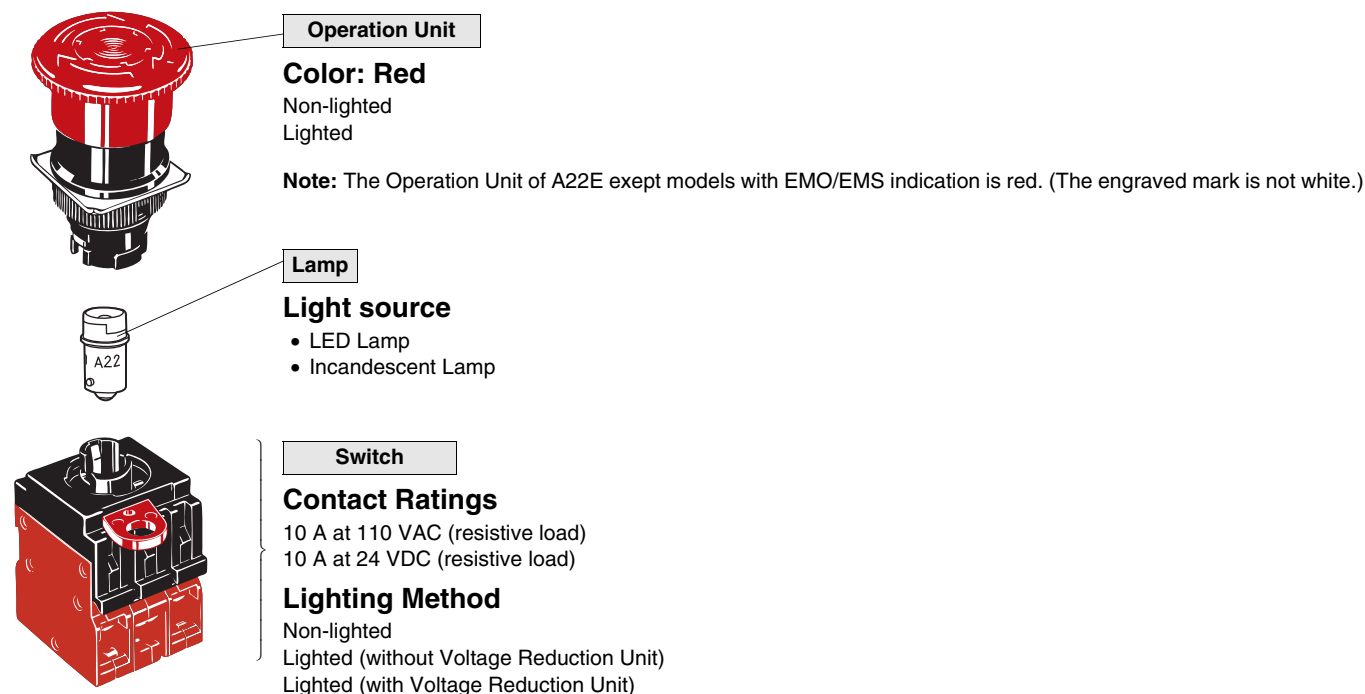 Operation Unit
Color: Red
Non-lighted
Lighted
Note: The Operation Unit of A22E exept models with EMO/EMS indication is red. (The engraved mark is not white.)
Lamp
Light source
• LED Lamp
• Incandescent Lamp
A22
Switch
Contact Ratings
10 A at 110 VAC (resistive load)
10 A at 24 VDC (resistive load)
Lighting Method
Non-lighted
Lighted (without Voltage Reduction Unit)
Lighted (with Voltage Reduction Unit)